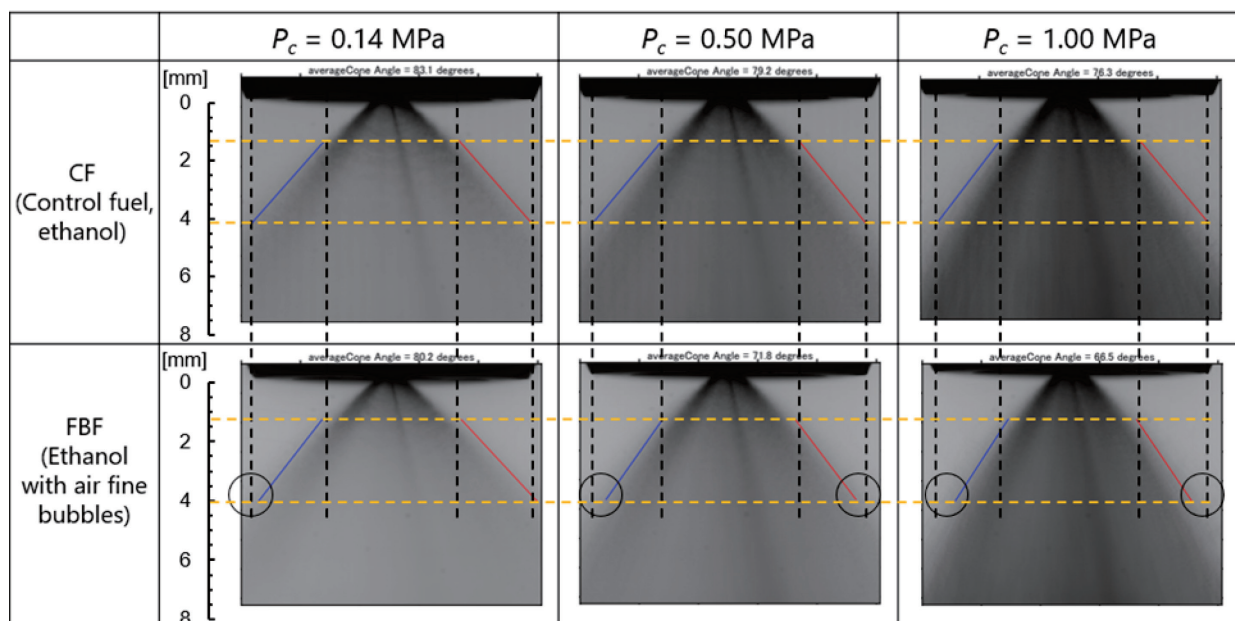 P_c = 0.14 MPa
P_c = 0.50 MPa
P_c = 1.00 MPa
[mm]
0
2
4
6
8
CF
(Control fuel,
ethanol)
averageCone Angle = 83.1 degrees
averageCone Angle = 79.2 degrees
averageCone Angle = 76.3 degrees
[mm]
0
2
4
6
8
FBF
(Ethanol
with air fine
bubbles)
averageCone Angle = 80.2 degrees
averageCone Angle = 71.8 degrees
averageCone Angle = 66.5 degrees